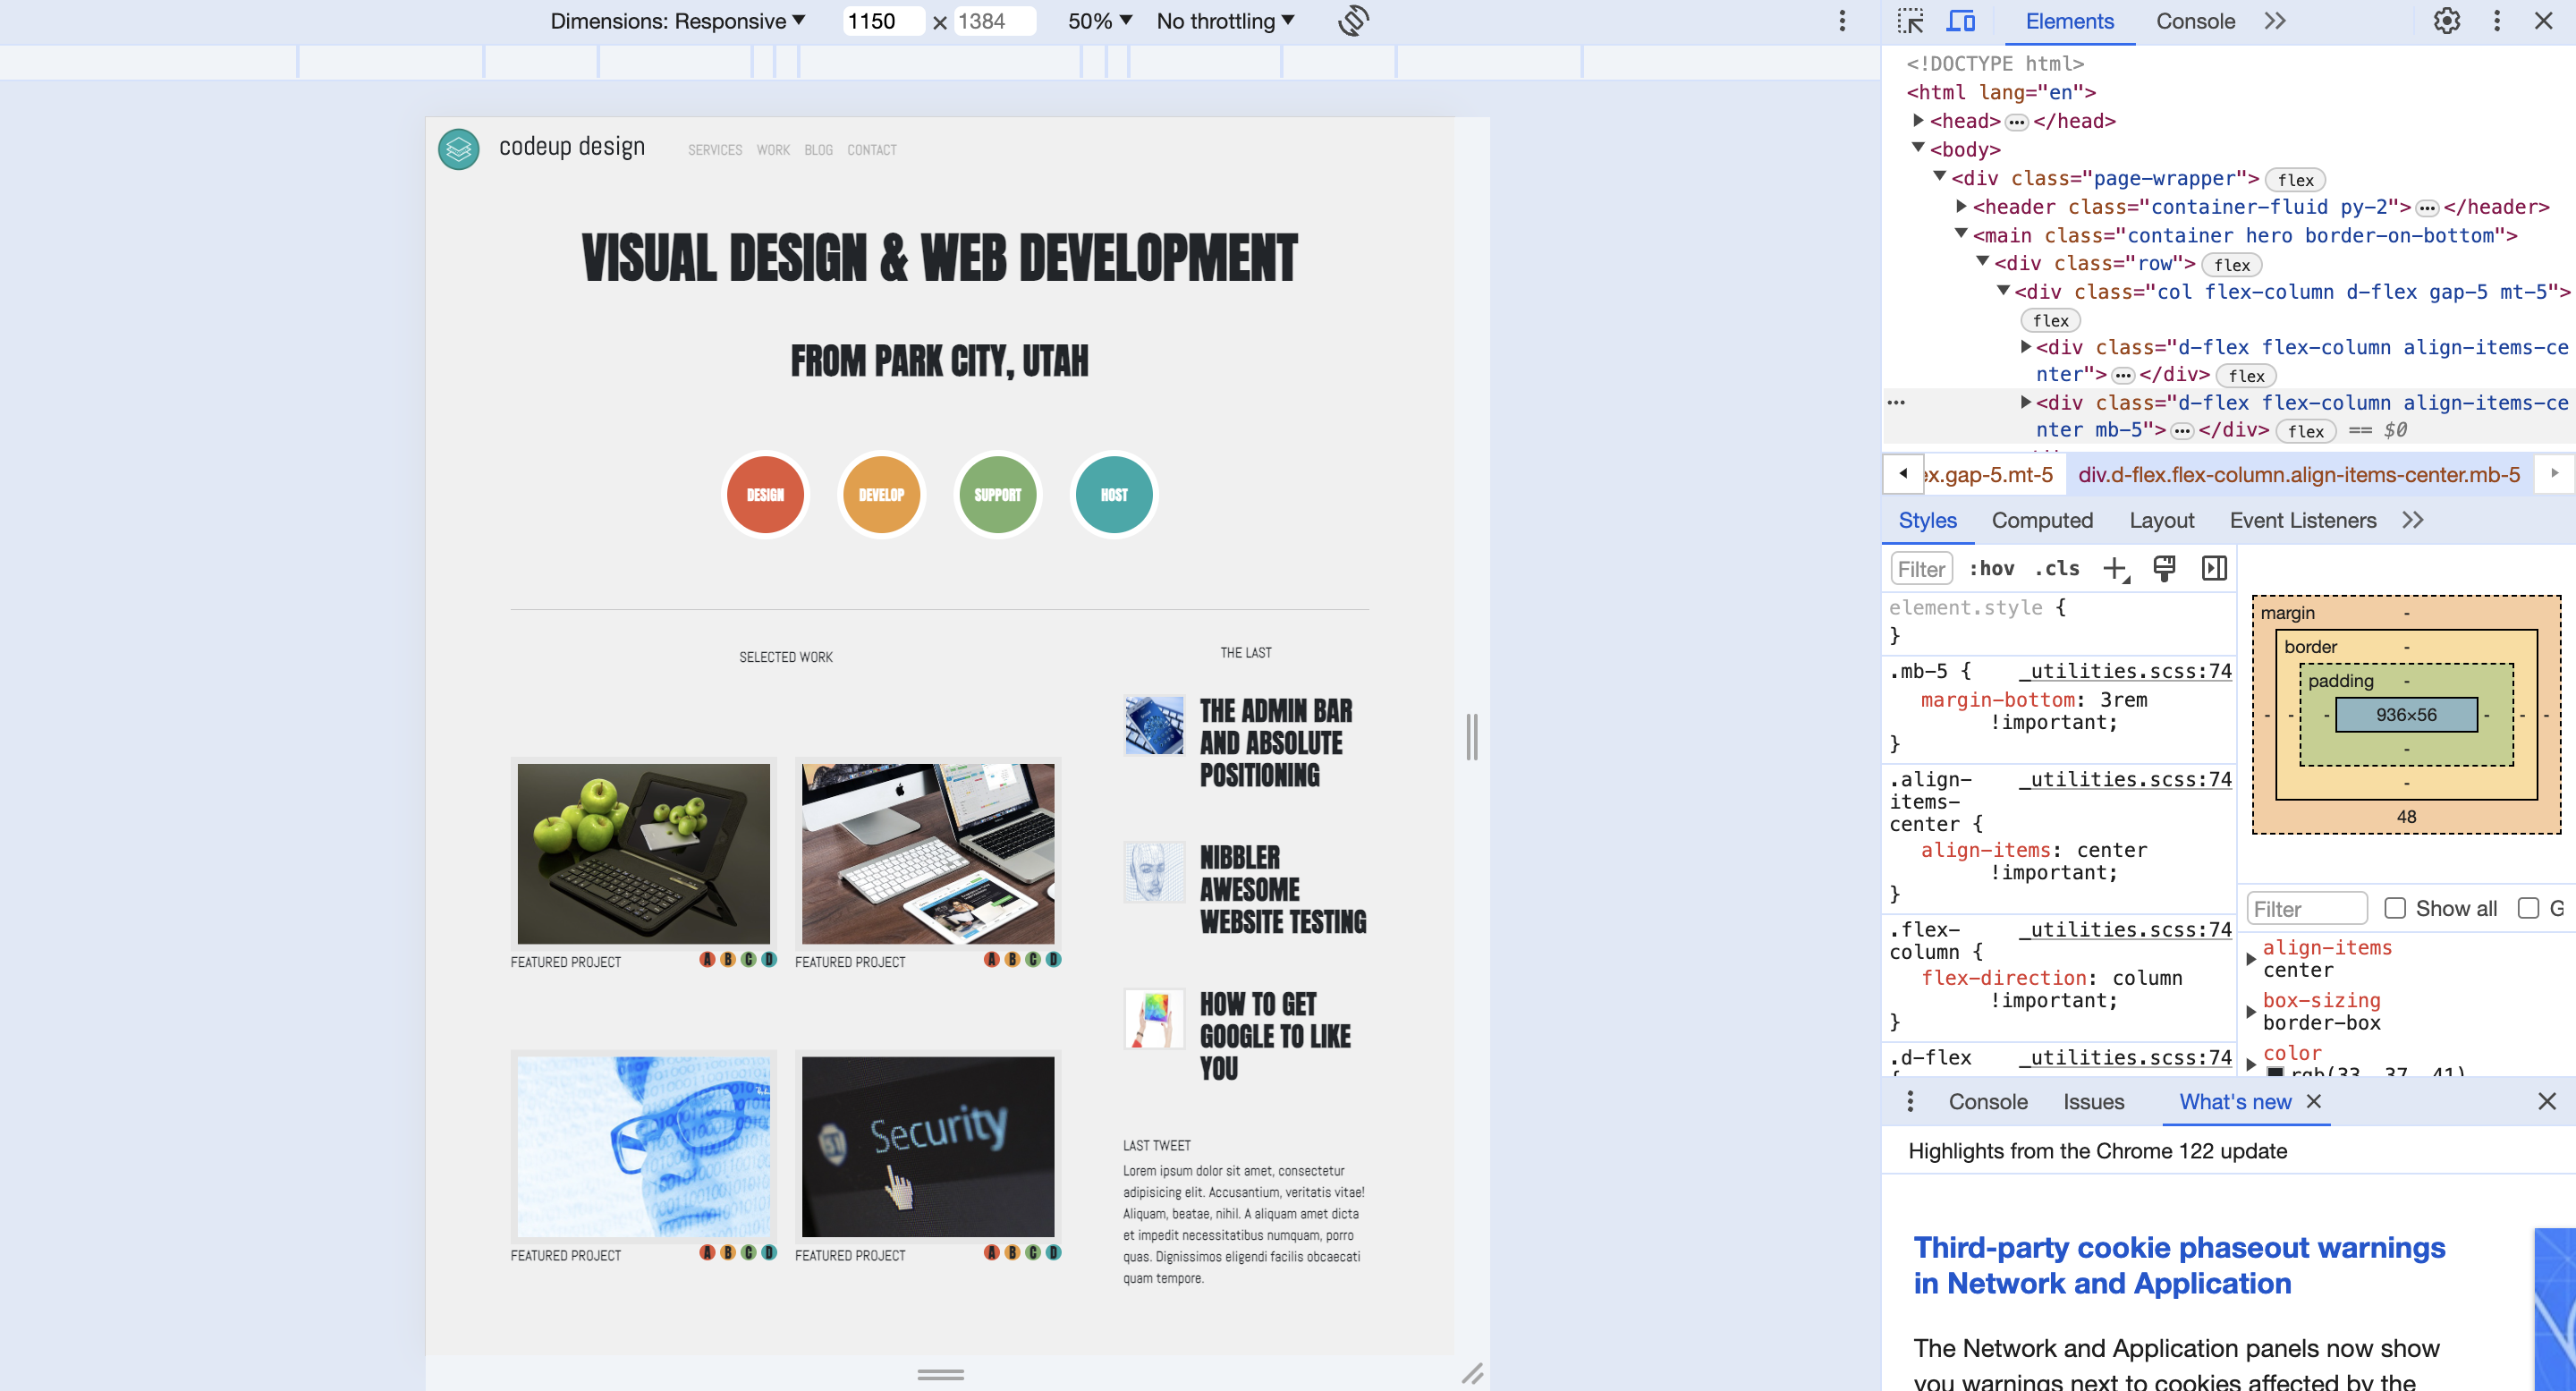 Dimensions: Responsive ▼ 1150 × 1384 50% ▼ No throttling ▼
codeup design SERVICES WORK BLOG CONTACT
VISUAL DESIGN & WEB DEVELOPMENT
FROM PARK CITY, UTAH
DESIGN DEVELOP SUPPORT HOST
SELECTED WORK
FEATURED PROJECT A B C D FEATURED PROJECT A B C D
Security
FEATURED PROJECT A B C D FEATURED PROJECT A B C D
THE LAST
THE ADMIN BAR
AND ABSOLUTE
POSITIONING
NIBBLER
AWESOME
WEBSITE TESTING
HOW TO GET
GOOGLE TO LIKE
YOU
LAST TWEET
Lorem ipsum dolor sit amet, consectetur
adipisicing elit. Accusantium, veritatis vitae!
Aliquam, beatae, nihil. A aliquam amet dicta
et impedit necessitatibus numquam, porro
quas. Dignissimos eligendi facilis obcaecati
quam tempore.
Elements Console
<!DOCTYPE html>
<html lang="en">
<head> ••• </head>
<body>
<div class="page-wrapper"> flex
<header class="container-fluid py-2"> ••• </header>
<main class="container hero border-on-bottom">
<div class="row"> flex
<div class="col flex-column d-flex gap-5 mt-5">
flex
<div class="d-flex flex-column align-items-ce
nter"> ••• </div> flex
••• <div class="d-flex flex-column align-items-ce
nter mb-5"> ••• </div> flex == $0
ex.gap-5.mt-5 div.d-flex.flex-column.align-items-center.mb-5
Styles Computed Layout Event Listeners
Filter :hov .cls
element.style {
}
.mb-5 { _utilities.scss:74
margin-bottom: 3rem
!important;
}
.align- _utilities.scss:74
items-
center {
align-items: center
!important;
}
.flex- _utilities.scss:74
column {
flex-direction: column
!important;
}
.d-flex _utilities.scss:74
{
margin -
border -
padding -
- - - 936×56 - - -
-
-
48
Filter Show all G
align-items
center
box-sizing
border-box
color
rgb(33, 37, 41)
Console Issues What's new
Highlights from the Chrome 122 update
Third-party cookie phaseout warnings
in Network and Application
The Network and Application panels now show
you warnings next to cookies affected by the